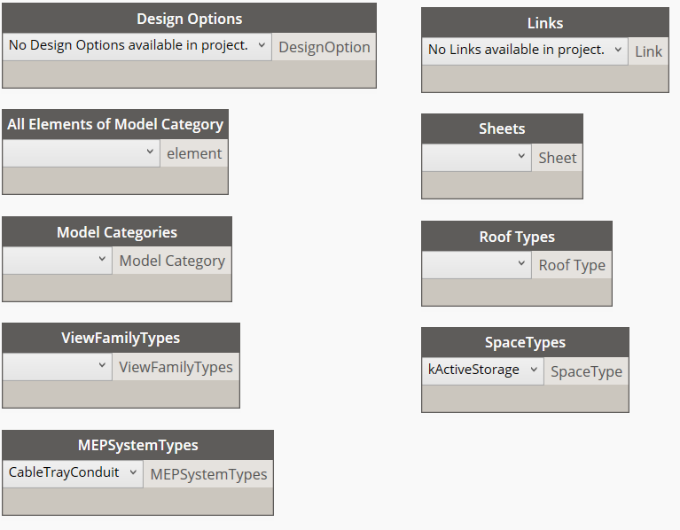 Design Options
No Design Options available in project. DesignOption
Links
No Links available in project. Link
All Elements of Model Category
element
Sheets
Sheet
Model Categories
Model Category
Roof Types
Roof Type
ViewFamilyTypes
ViewFamilyTypes
SpaceTypes
kActiveStorage SpaceType
MEPSystemTypes
CableTrayConduit MEPSystemTypes